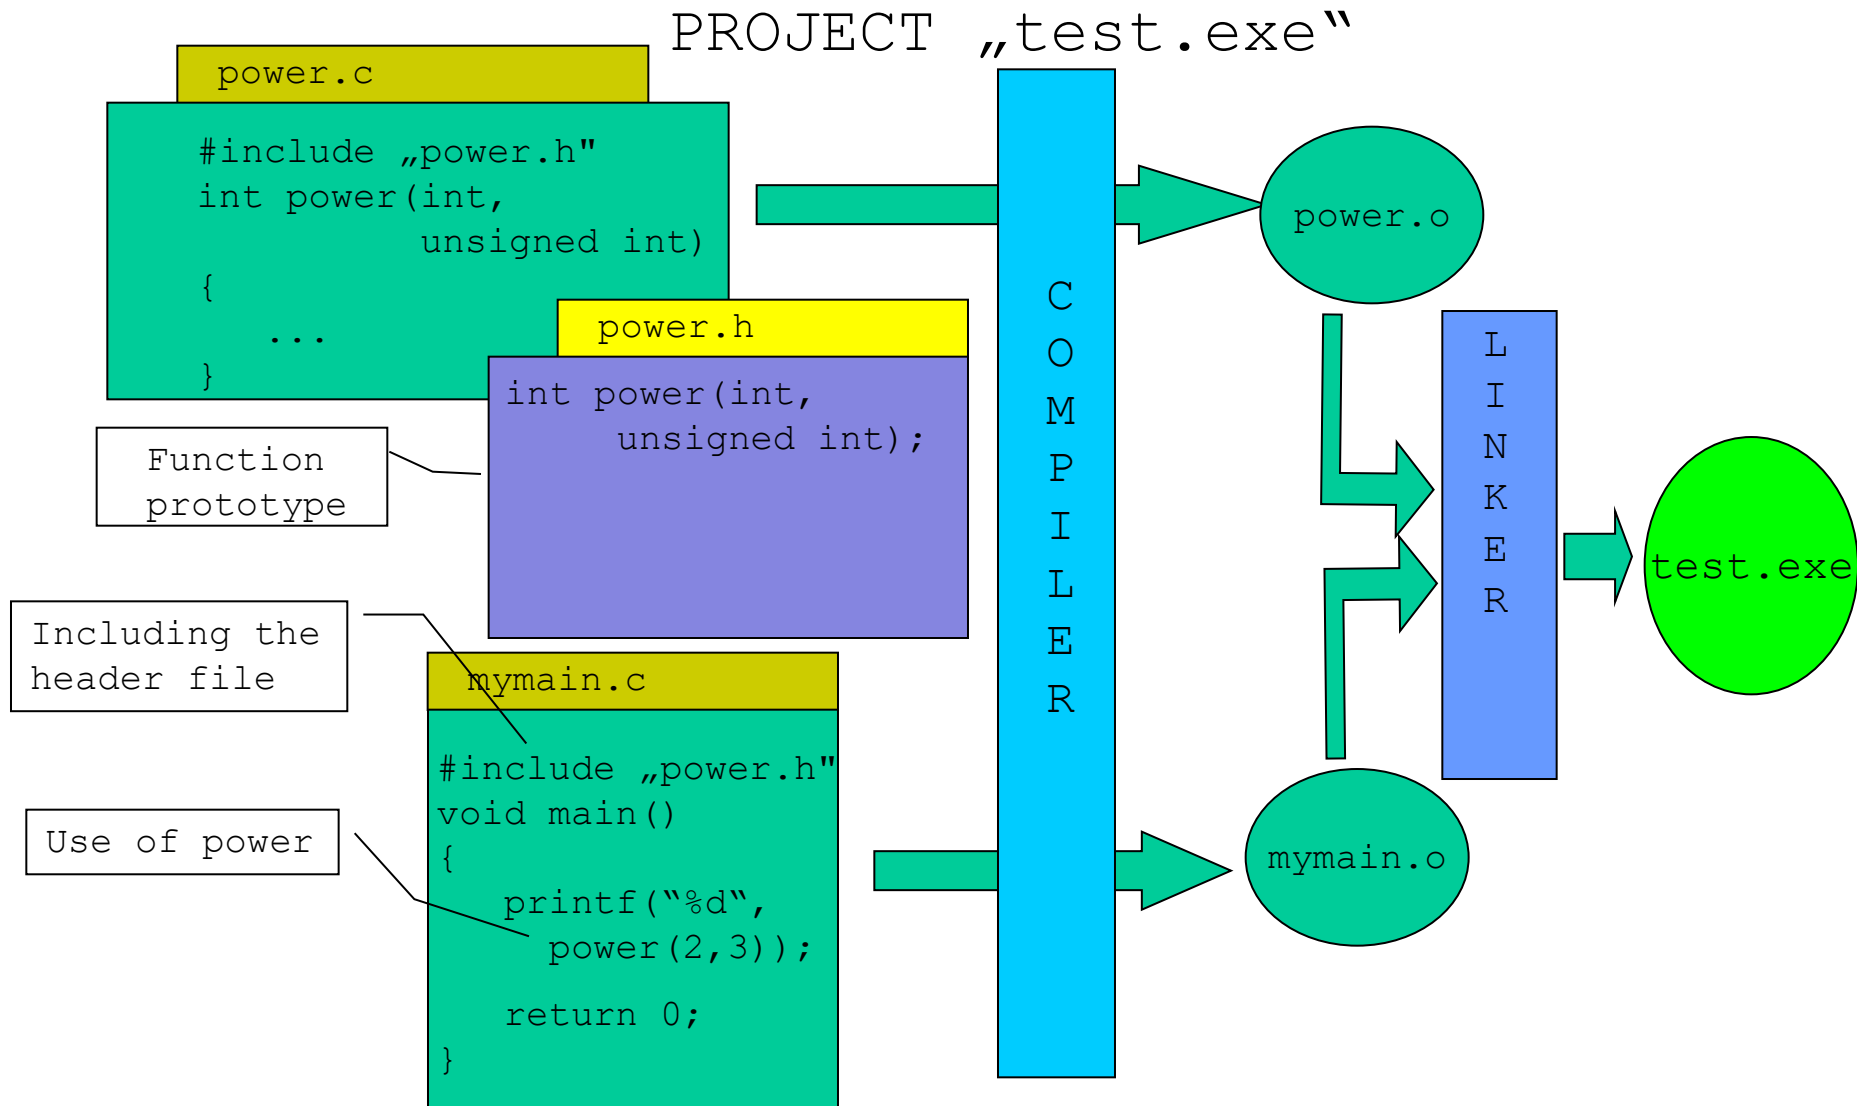 PROJECT „test.exe“
power.c
#include „power.h"
int power(int,
unsigned int)
{
...
}
power.h
int power(int,
unsigned int);
Function
prototype
Including the
header file
mymain.c
#include „power.h"
void main()
{
printf(“%d“,
power(2,3));
return 0;
}
Use of power
COMPILER
power.o
mymain.o
LINKER
test.exe